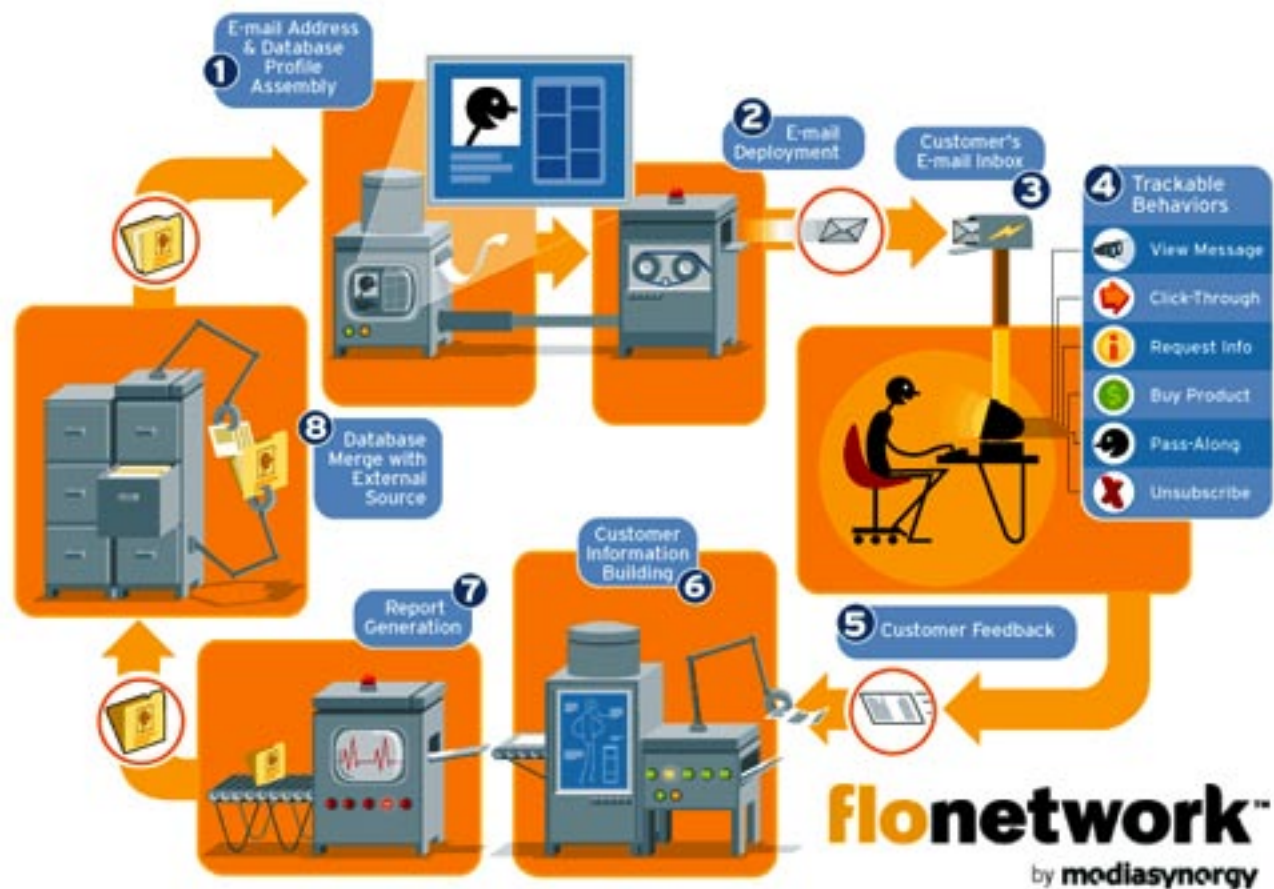 1
E-mail Address
& Database
Profile
Assembly
2
E-mail
Deployment
Customer's
E-mail Inbox
3
4
Trackable
Behaviors
View Message
Click-Through
Request Info
Buy Product
Pass-Along
Unsubscribe
5
Customer Feedback
Customer
Information
Building
6
7
Report
Generation
8
Database
Merge with
External
Source
flonetwork™
by mediasynergy